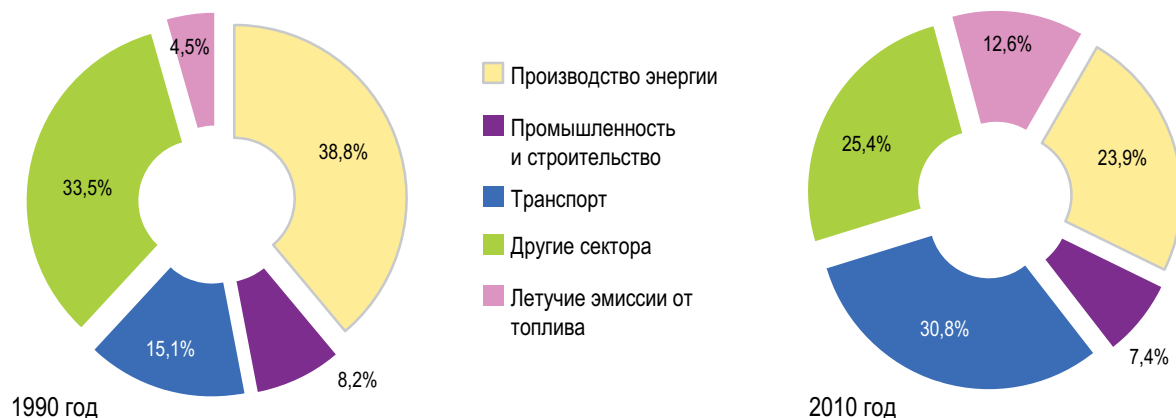 4,5%
38,8%
33,5%
15,1%
8,2%
1990 год
Производство энергии
Промышленность
и строительство
Транспорт
Другие сектора
Летучие эмиссии от
топлива
12,6%
25,4%
23,9%
30,8%
7,4%
2010 год